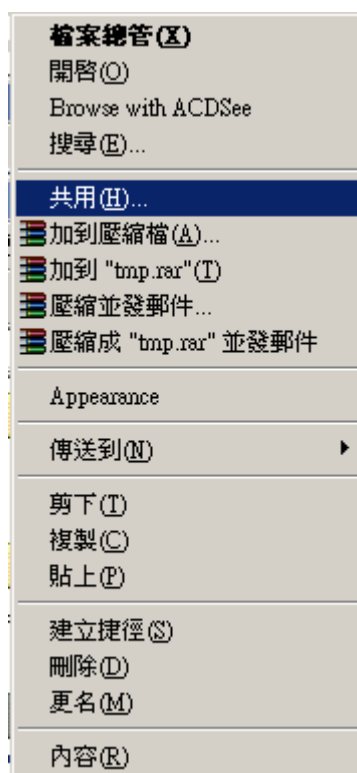 檔案總管(X)
開啓(O)
Browse with ACDSee
搜尋(E)...
共用(H)...
加到壓縮檔(A)...
加到 "tmp.rar"(T)
壓縮並發郵件...
壓縮成 "tmp.rar" 並發郵件
Appearance
傳送到(N)
剪下(T)
複製(C)
貼上(P)
建立捷徑(S)
刪除(D)
更名(M)
內容(R)